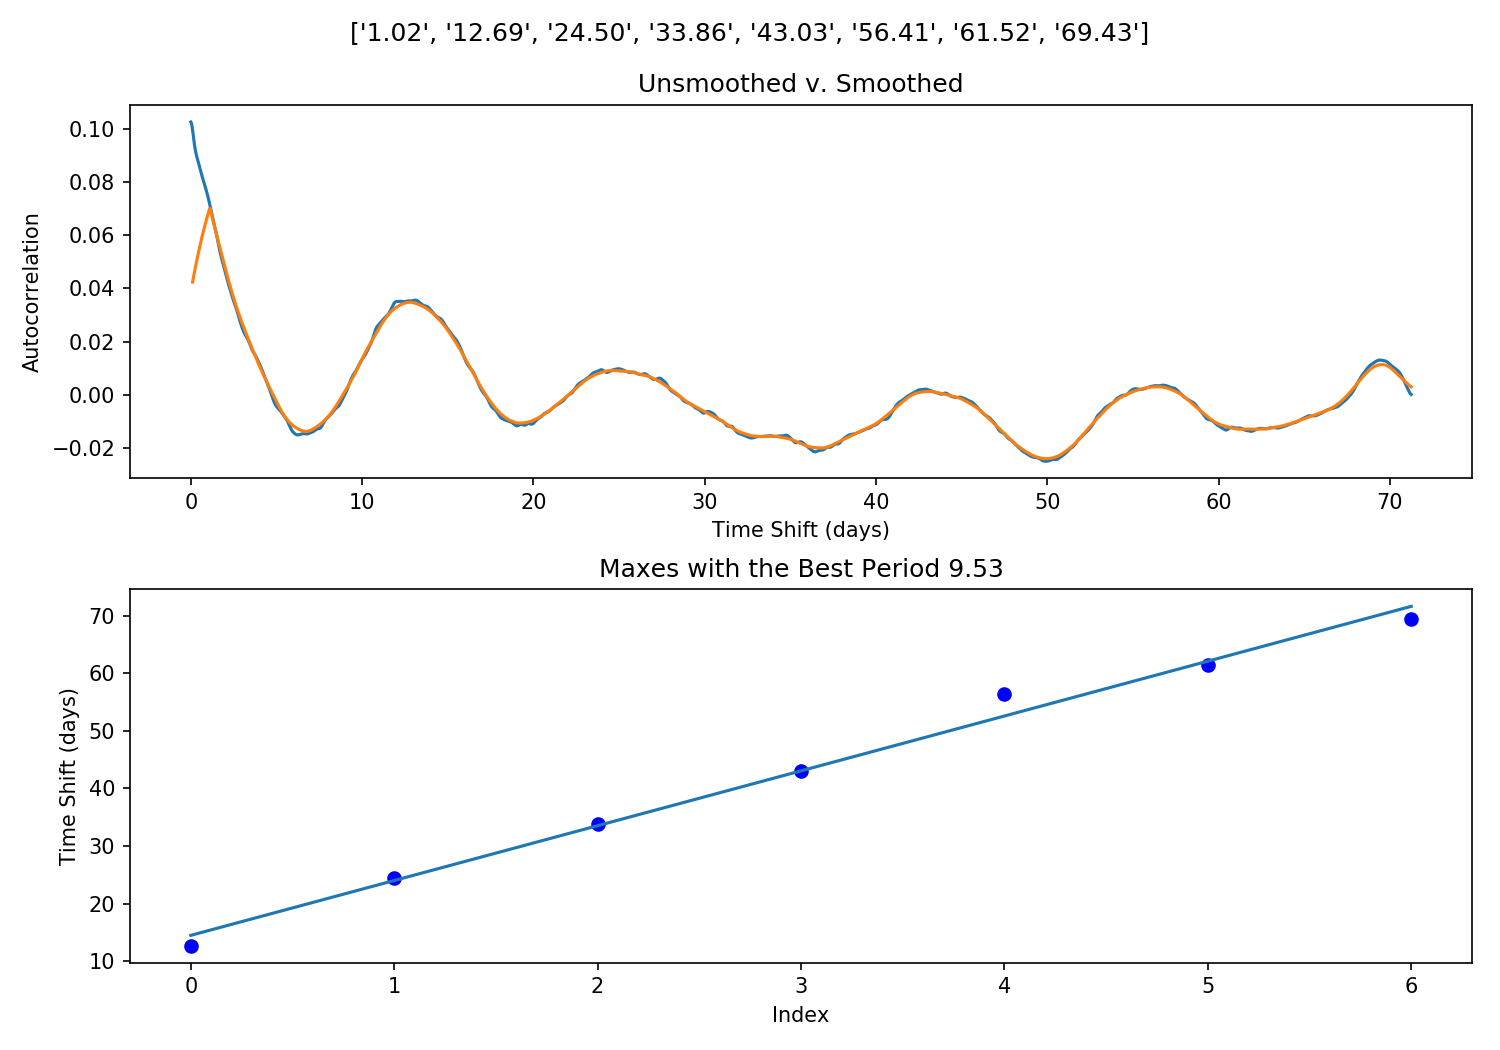 ['1.02', '12.69', '24.50', '33.86', '43.03', '56.41', '61.52', '69.43']
Unsmoothed v. Smoothed
Autocorrelation
0.10
0.08
0.06
0.04
0.02
0.00
−0.02
0 10 20 30 40 50 60 70
Time Shift (days)
Maxes with the Best Period 9.53
Time Shift (days)
70
60
50
40
30
20
10
0 1 2 3 4 5 6
Index